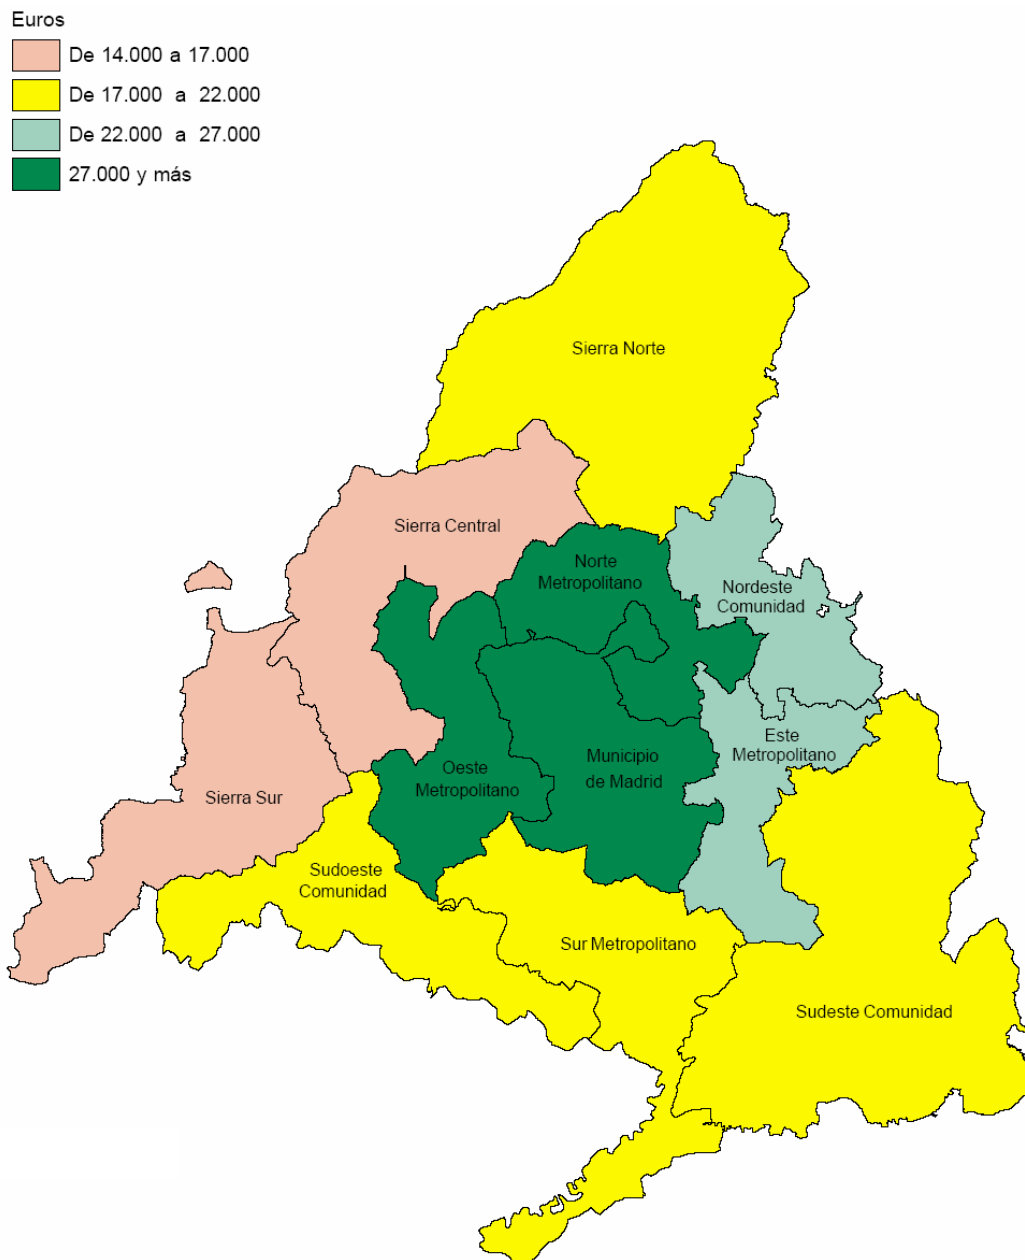 Euros
De 14.000 a 17.000
De 17.000 a 22.000
De 22.000 a 27.000
27.000 y más
Sierra Norte
Sierra Central
Norte
Metropolitano
Nordeste
Comunidad
Este
Metropolitano
Municipio
de Madrid
Oeste
Metropolitano
Sierra Sur
Sudoeste
Comunidad
Sur Metropolitano
Sudeste Comunidad